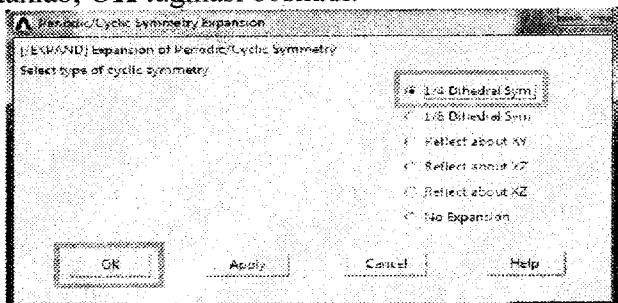 OK tugmasi bosiladi.
Periodic/Cyclic Symmetry Expansion
[/EXPAND] Expansion of Periodic/Cyclic Symmetry
Select type of cyclic symmetry
1/4 Dihedral Sym
1/8 Dihedral Sym
Reflect about XY
Reflect about XZ
Reflect about XZ
No Expansion
OK
Apply
Cancel
Help